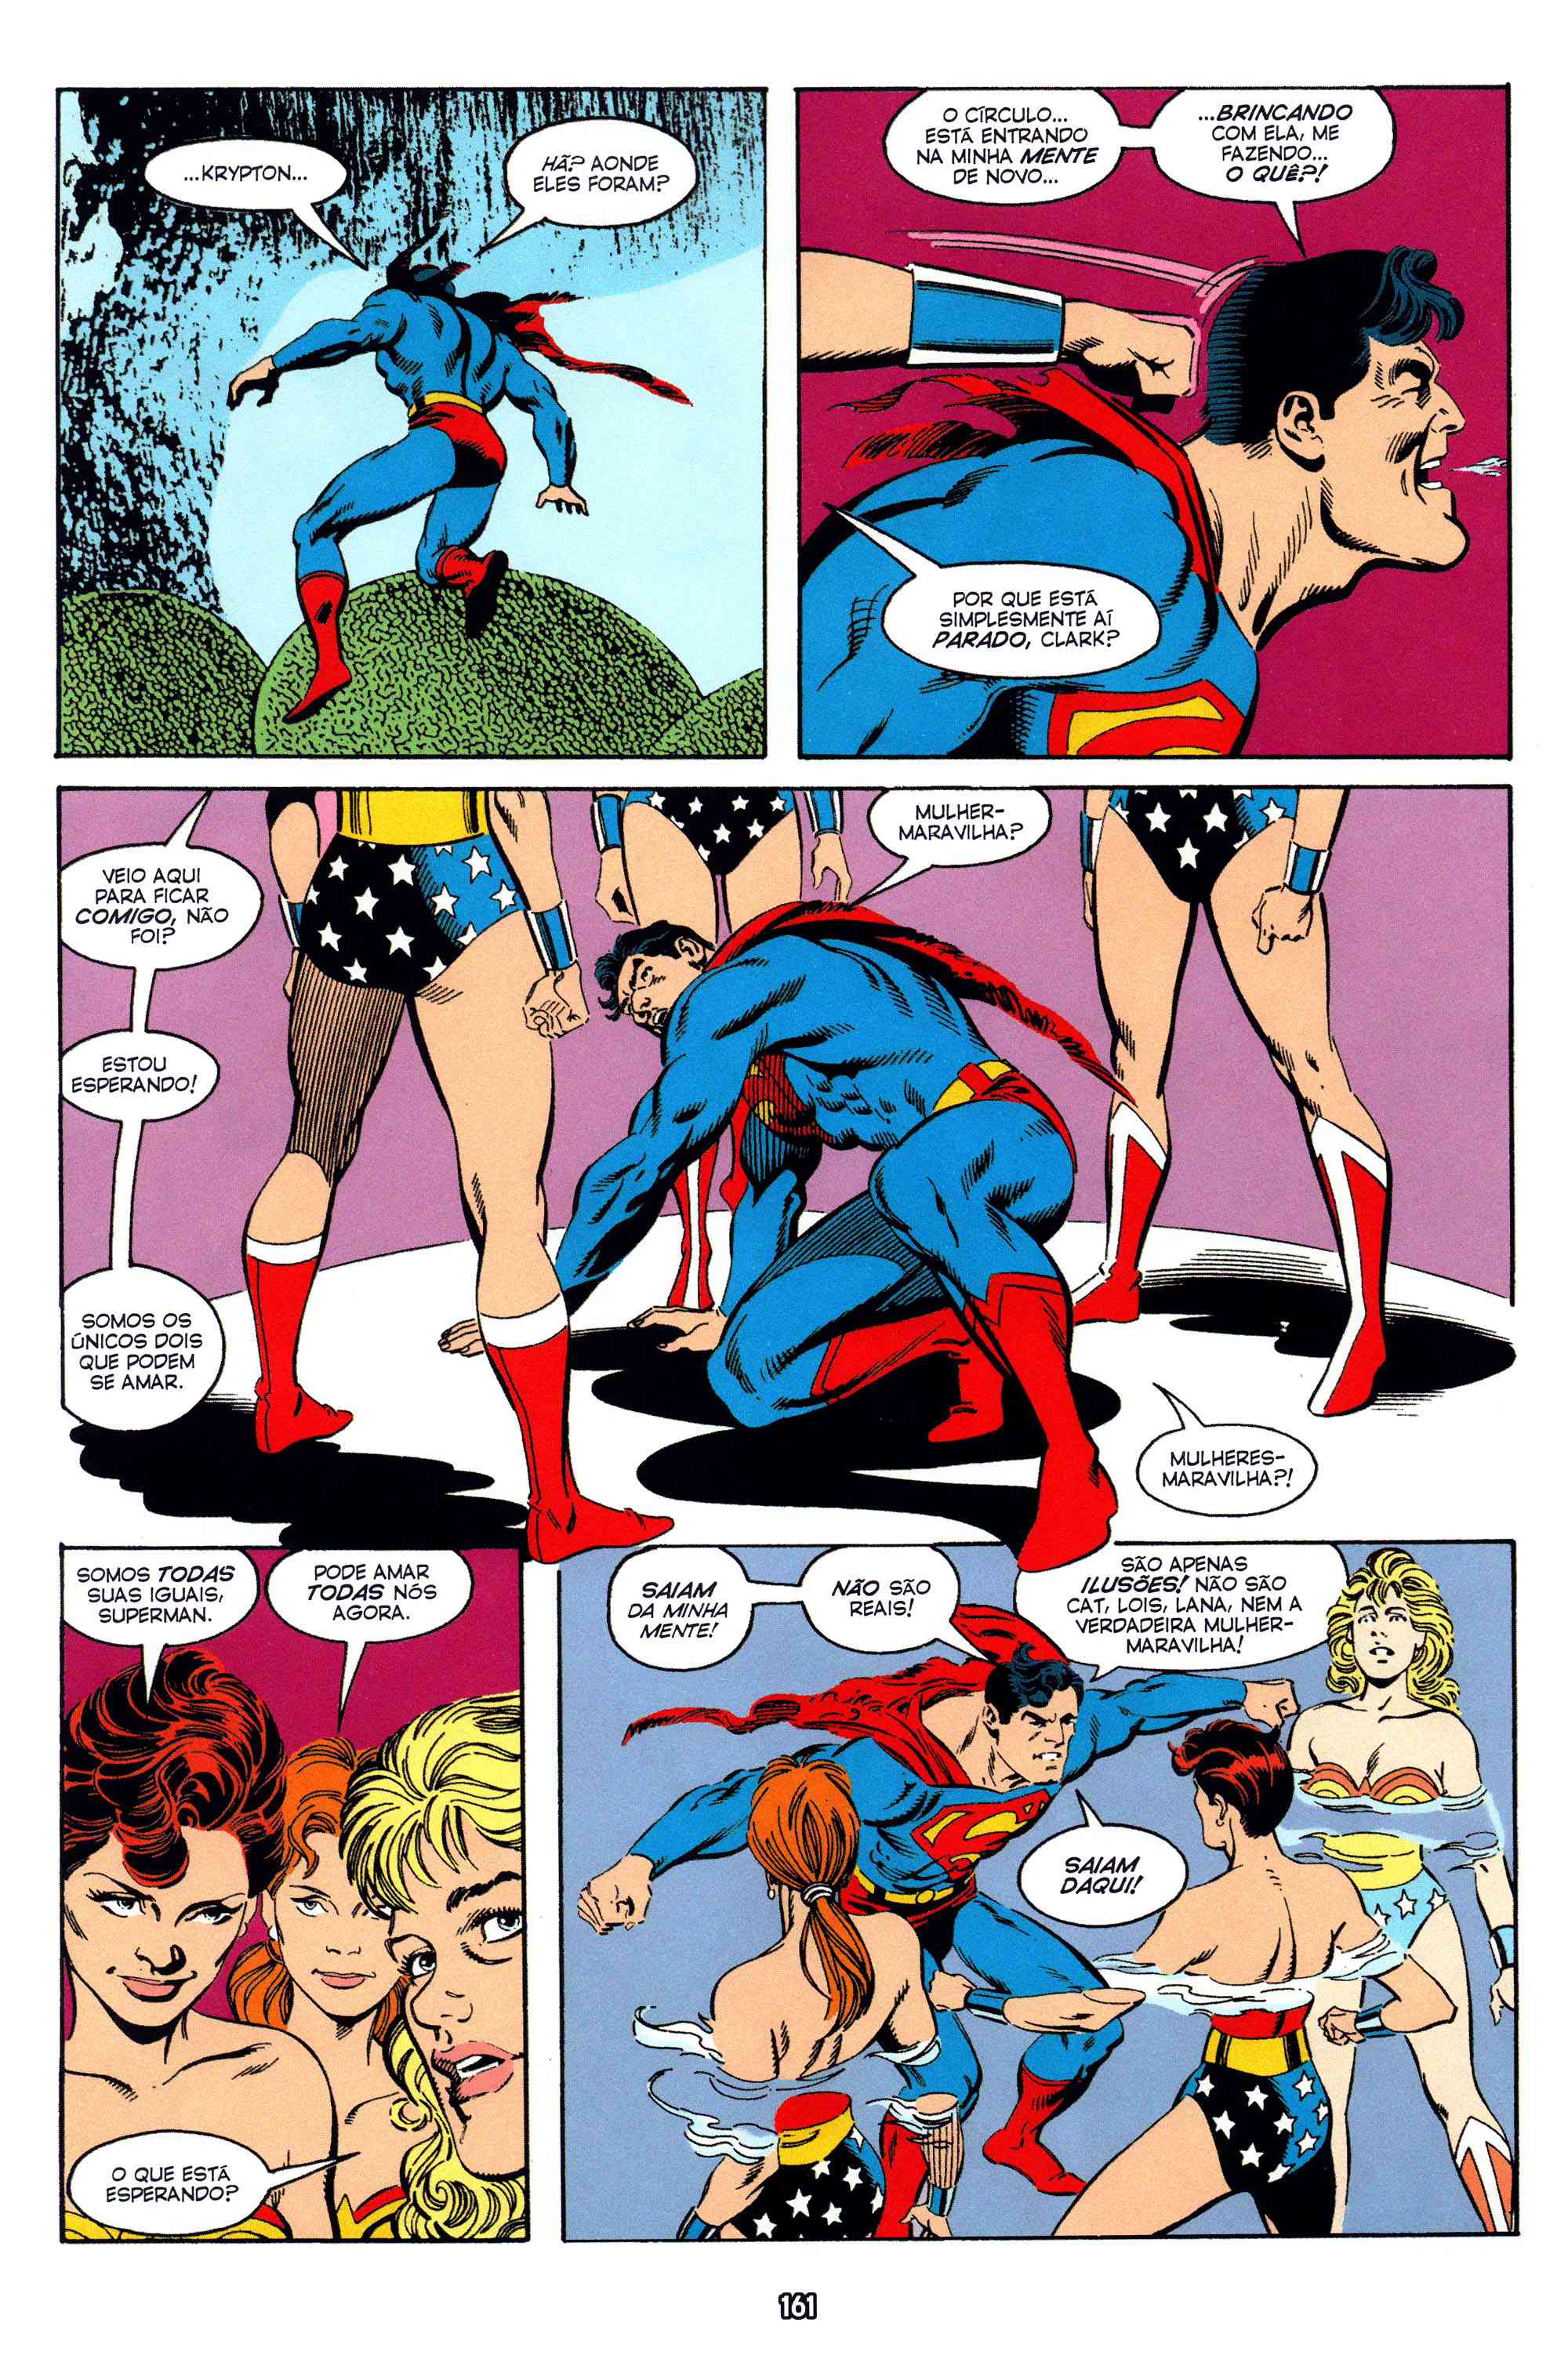 ...KRYPTON...
HÃ? AONDE
ELES FORAM?
O CÍRCULO...
ESTÁ ENTRANDO
NA MINHA MENTE
DE NOVO...
...BRINCANDO
COM ELA, ME
FAZENDO...
O QUÊ?!
POR QUE ESTÁ
SIMPLESMENTE AÍ
PARADO, CLARK?
VEIO AQUI
PARA FICAR
COMIGO, NÃO
FOI?
ESTOU
ESPERANDO!
SOMOS OS
ÚNICOS DOIS
QUE PODEM
SE AMAR.
MULHER-
MARAVILHA?
MULHERES-
MARAVILHA?!
SOMOS TODAS
SUAS IGUAIS,
SUPERMAN.
PODE AMAR
TODAS NÓS
AGORA.
O QUE ESTÁ
ESPERANDO?
SAIAM
DA MINHA
MENTE!
NÃO SÃO
REAIS!
SÃO APENAS
ILUSÕES! NÃO SÃO
CAT, LOIS, LANA, NEM A
VERDADEIRA MULHER-
MARAVILHA!
SAIAM
DAQUI!
161